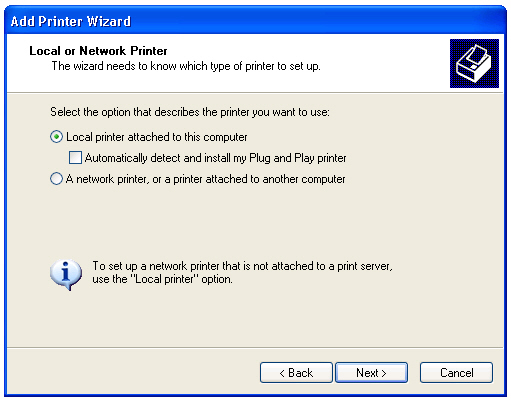 Add Printer Wizard
Local or Network Printer
The wizard needs to know which type of printer to set up.
Select the option that describes the printer you want to use:
Local printer attached to this computer
Automatically detect and install my Plug and Play printer
A network printer, or a printer attached to another computer
To set up a network printer that is not attached to a print server,
use the "Local printer" option.
< Back Next > Cancel